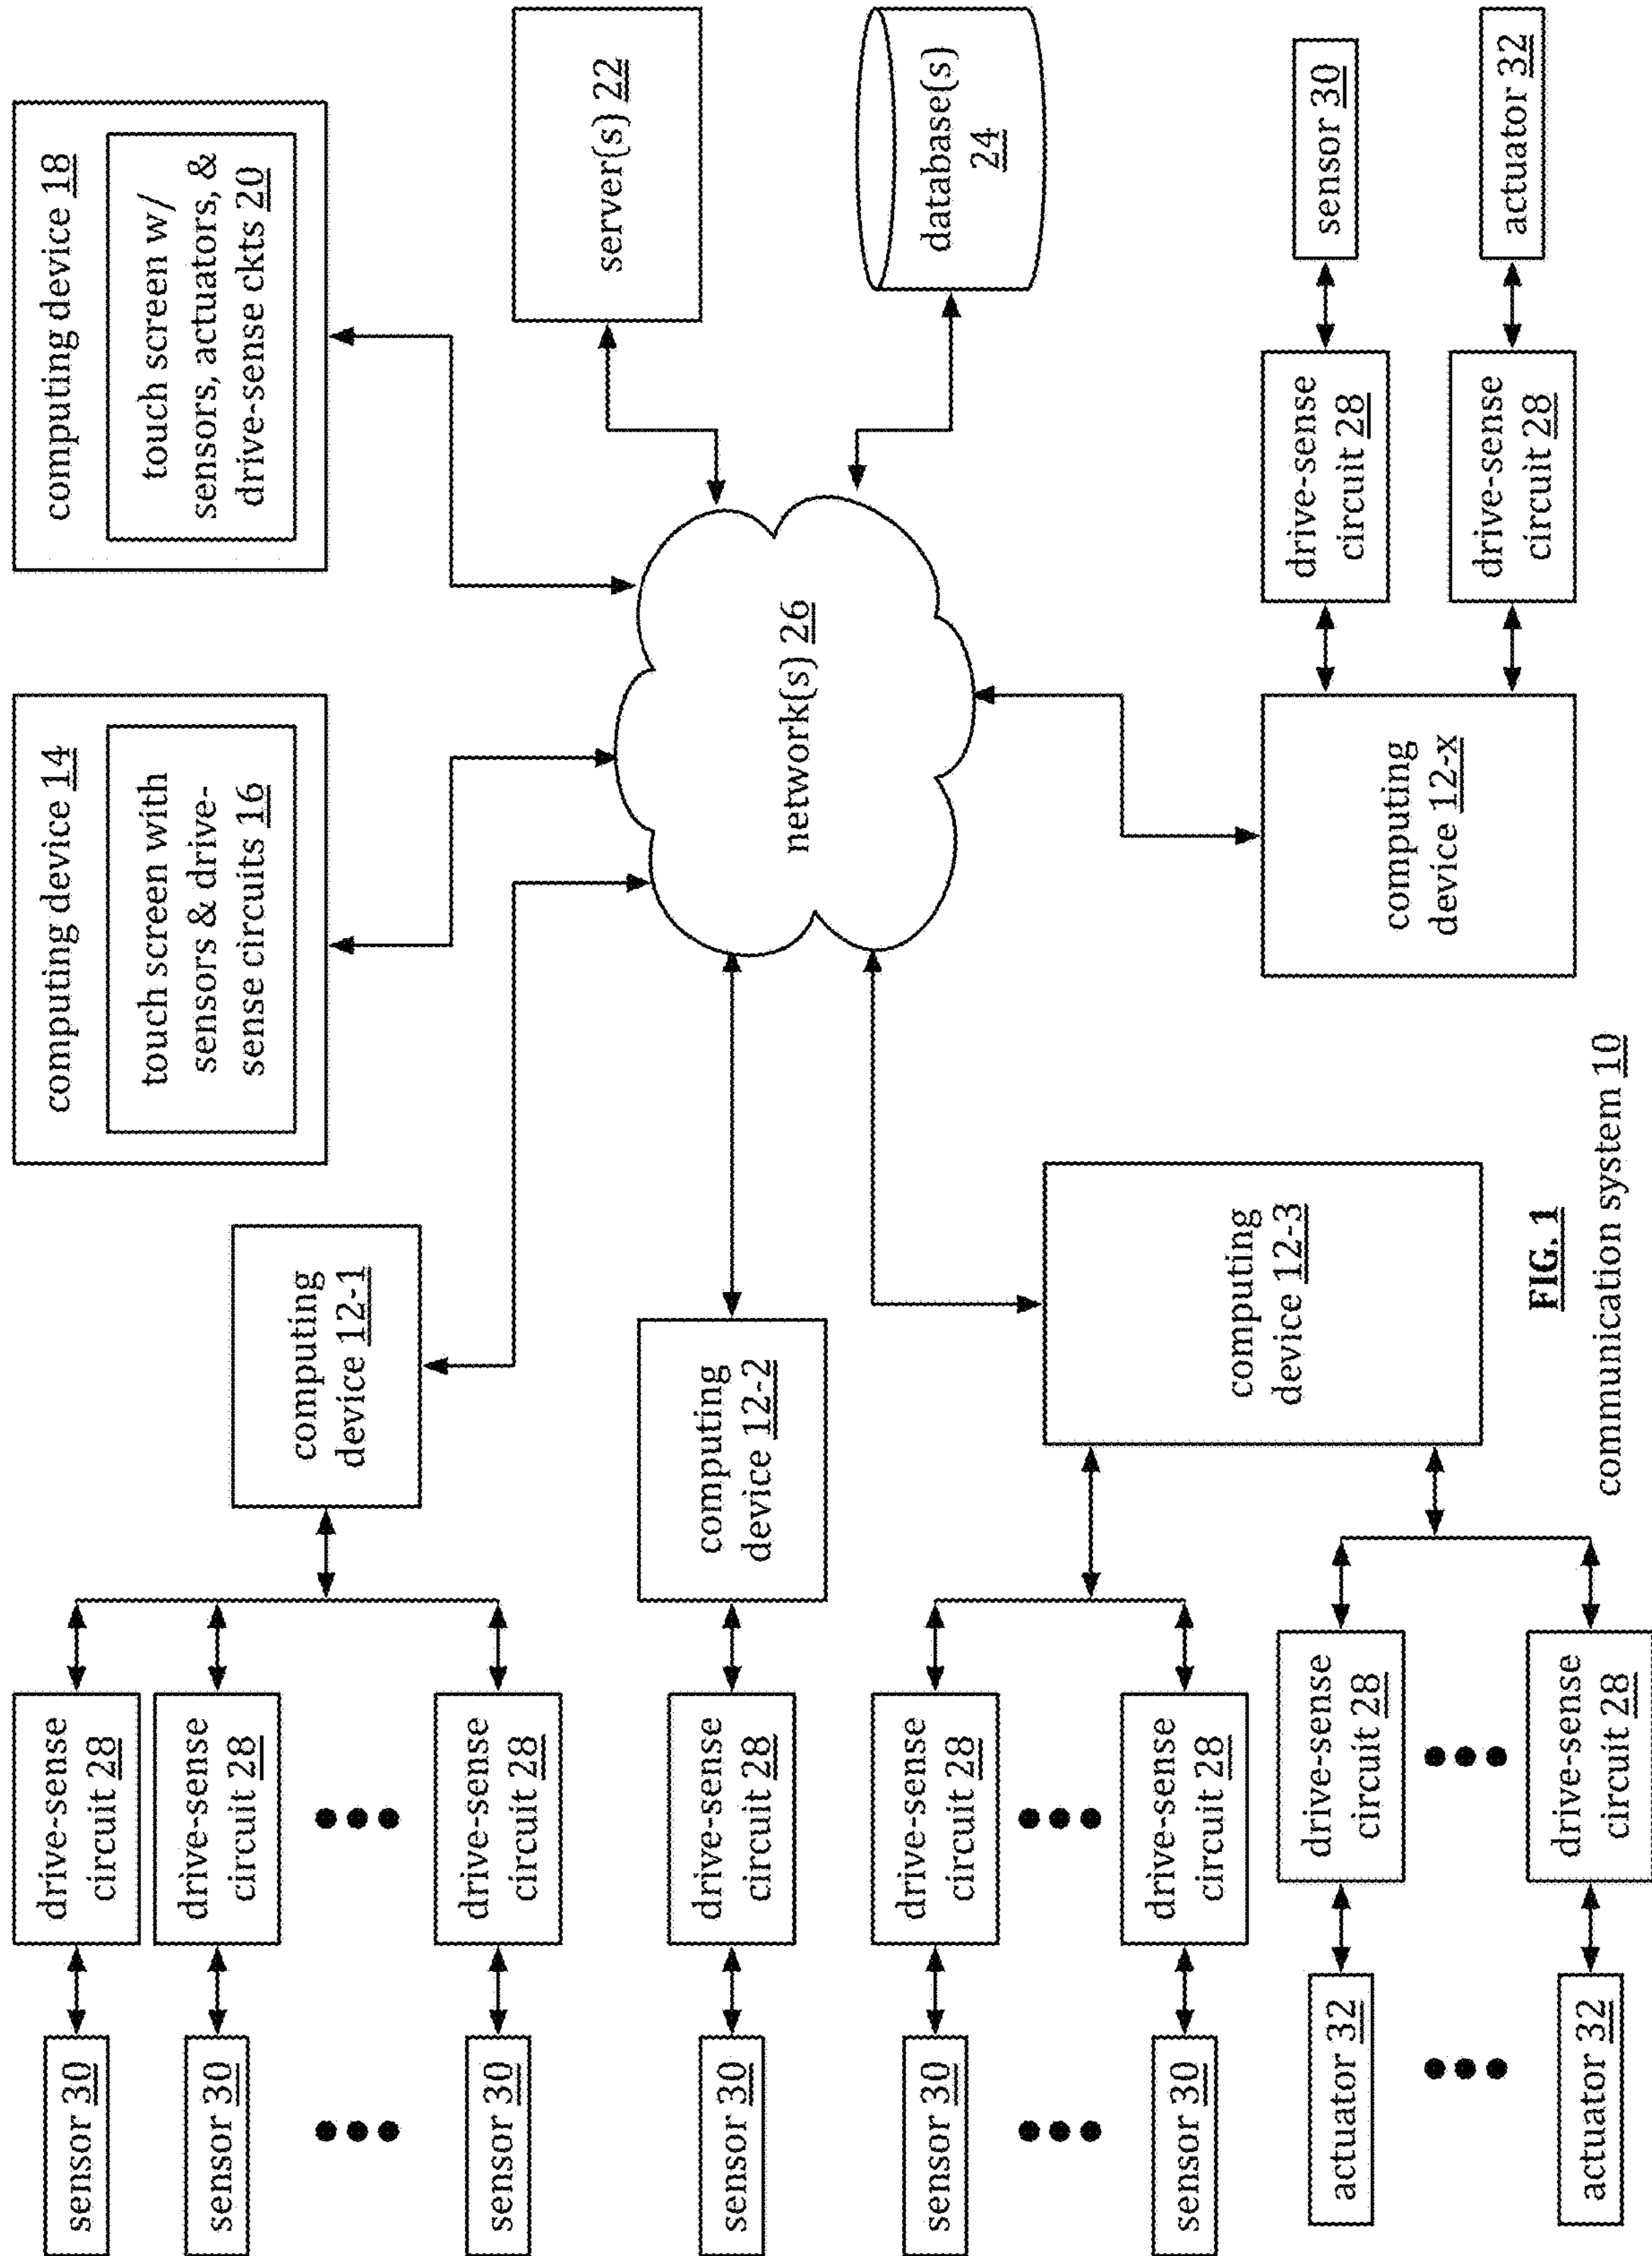 sensor 30
drive-sense
circuit 28
sensor 30
drive-sense
circuit 28
sensor 30
drive-sense
circuit 28
computing
device 12-1
computing device 14
touch screen with
sensors & drive-
sense circuits 16
computing device 18
touch screen w/
sensors, actuators, &
drive-sense ckts 20
sensor 30
drive-sense
circuit 28
computing
device 12-2
network(s) 26
server(s) 22
database(s)
24
sensor 30
drive-sense
circuit 28
sensor 30
drive-sense
circuit 28
computing
device 12-3
actuator 32
drive-sense
circuit 28
actuator 32
drive-sense
circuit 28
computing
device 12-x
drive-sense
circuit 28
sensor 30
drive-sense
circuit 28
actuator 32
FIG. 1
communication system 10